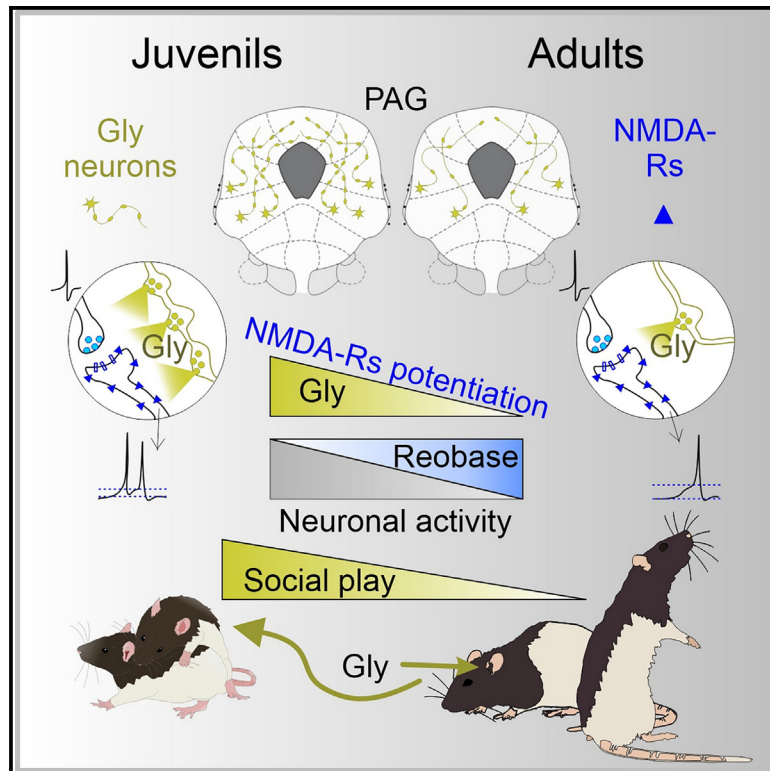 Juvenils
Adults
PAG
Gly
neurons
NMDA-
Rs
Gly
Gly
NMDA-Rs potentiation
Gly
Reobase
Neuronal activity
Social play
Gly